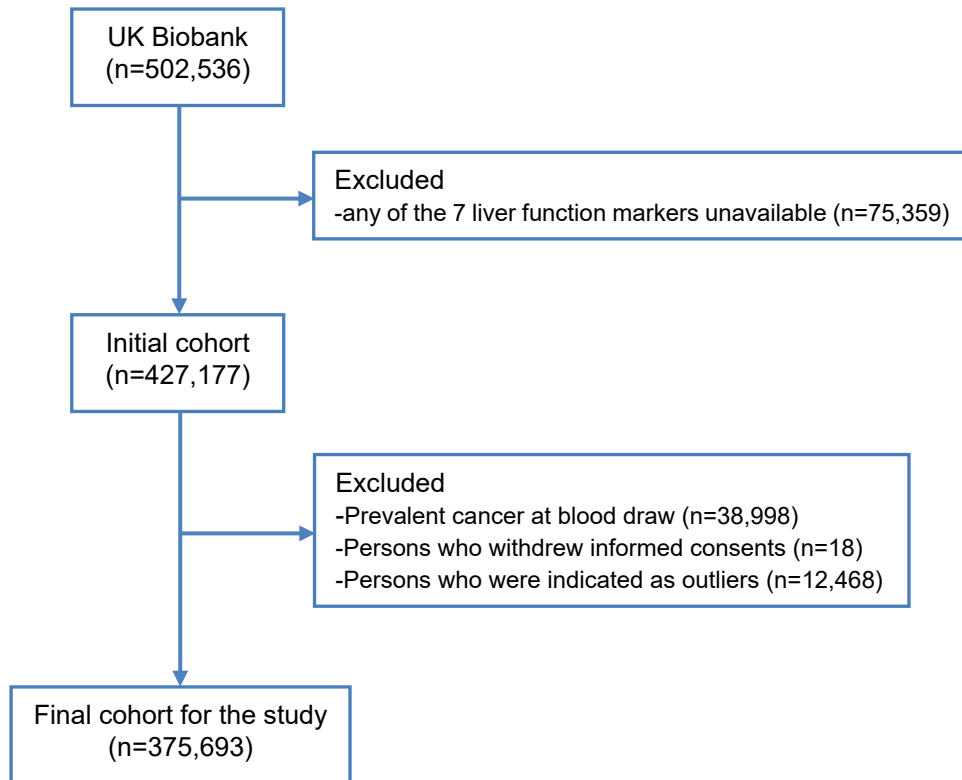 UK Biobank
(n=502,536)
Excluded
-any of the 7 liver function markers unavailable (n=75,359)
Initial cohort
(n=427,177)
Excluded
-Prevalent cancer at blood draw (n=38,998)
-Persons who withdrew informed consents (n=18)
-Persons who were indicated as outliers (n=12,468)
Final cohort for the study
(n=375,693)